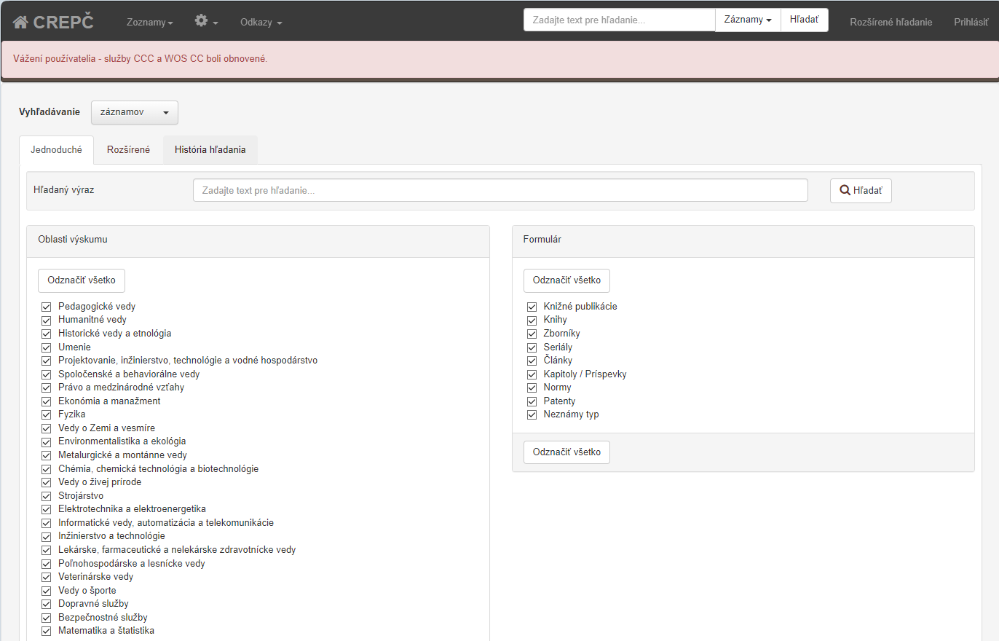 CREPČ Zoznamy Odkazy Zadajte text pre hľadanie... Záznamy Hľadať Rozšírené hľadanie Prihlásiť
Vážení používatelia - služby CCC a WOS CC boli obnovené.
Vyhľadávanie záznamov
Jednoduché Rozšírené História hľadania
Hľadaný výraz Zadajte text pre hľadanie... Hľadať
Oblasti výskumu
Odznačiť všetko
Pedagogické vedy
Humanitné vedy
Historické vedy a etnológia
Umenie
Projektovanie, inžinierstvo, technológie a vodné hospodárstvo
Spoločenské a behaviorálne vedy
Právo a medzinárodné vzťahy
Ekonómia a manažment
Fyzika
Vedy o Zemi a vesmíre
Environmentalistika a ekológia
Metalurgické a montánne vedy
Chémia, chemická technológia a biotechnológie
Vedy o živej prírode
Strojárstvo
Elektrotechnika a elektroenergetika
Informatické vedy, automatizácia a telekomunikácie
Inžinierstvo a technológie
Lekárske, farmaceutické a nelekárske zdravotnícke vedy
Poľnohospodárske a lesnícke vedy
Veterinárske vedy
Vedy o športe
Dopravné služby
Bezpečnostné služby
Matematika a štatistika
Formulár
Odznačiť všetko
Knižné publikácie
Knihy
Zborníky
Seriály
Články
Kapitoly / Príspevky
Normy
Patenty
Neznámy typ
Odznačiť všetko